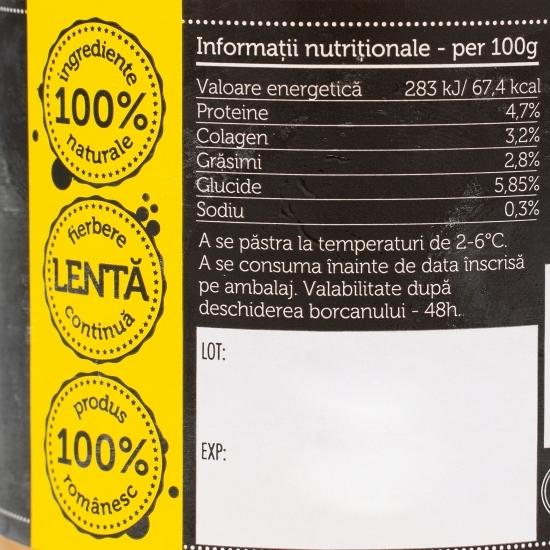 ingrediente
100%
naturale
fierbere
LENTĂ
continuă
produs
100%
românesc
Informații nutriționale - per 100g
Valoare energetică 283 kJ/ 67,4 kcal
Proteine 4,7%
Colagen 3,2%
Grăsimi 2,8%
Glucide 5,85%
Sodiu 0,3%
A se păstra la temperaturi de 2-6°C.
A se consuma înainte de data înscrisă
pe ambalaj. Valabilitate după
deschiderea borcanului - 48h.
LOT:
EXP: